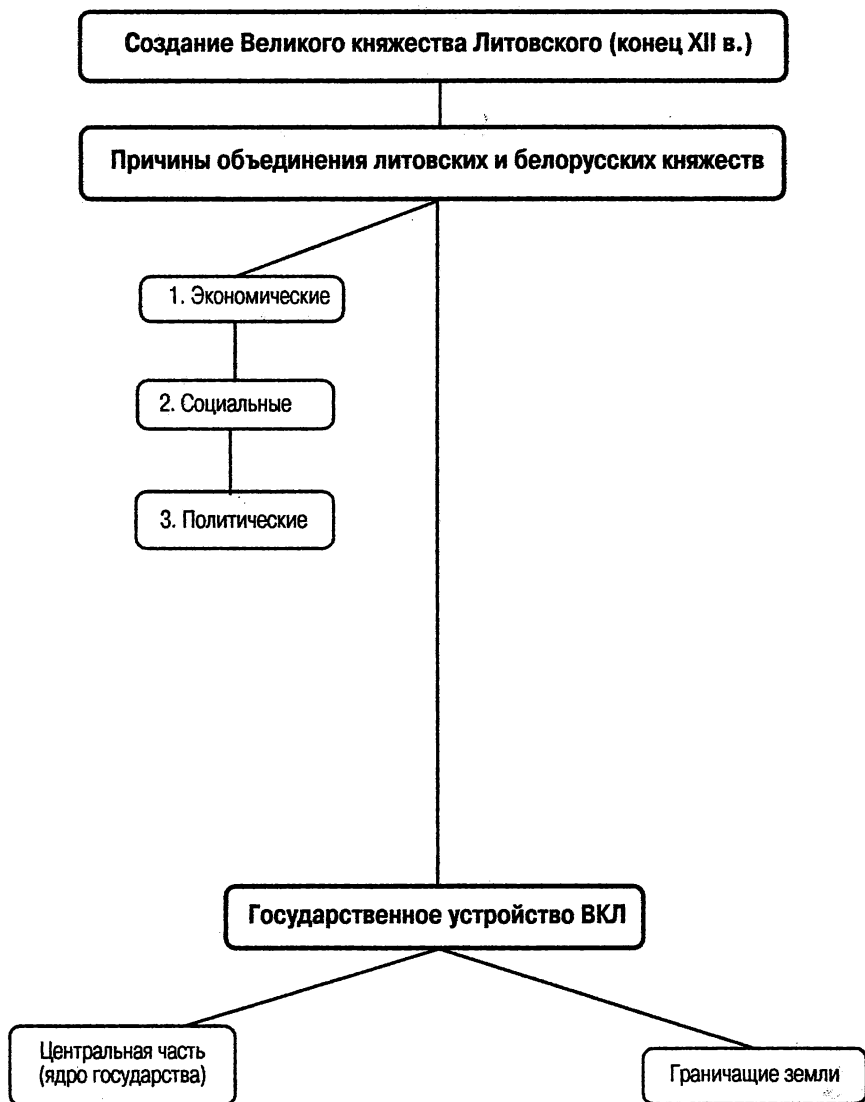 Создание Великого княжества Литовского (конец XII в.)
Причины объединения литовских и белорусских княжеств
1. Экономические
2. Социальные
3. Политические
Государственное устройство ВКЛ
Центральная часть
(ядро государства)
Граничащие земли